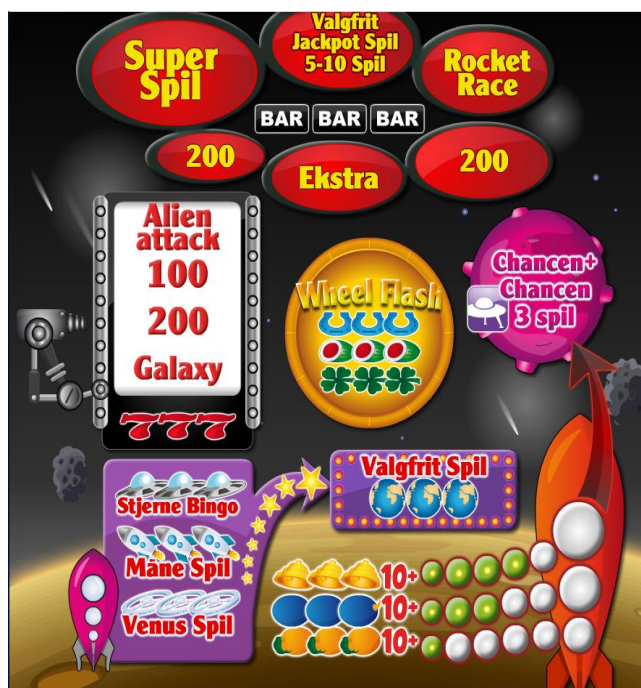 Super
Spil
Valgfrit
Jackpot Spil
5-10 Spil
Rocket
Race
BAR BAR BAR
200
Ekstra
200
Alien
attack
100
200
Galaxy
777
Wheel Flash
Chancen+
Chancen
3 spil
Stjerne Bingo
Måne Spil
Venus Spil
Valgfrit Spil
10+
10+
10+